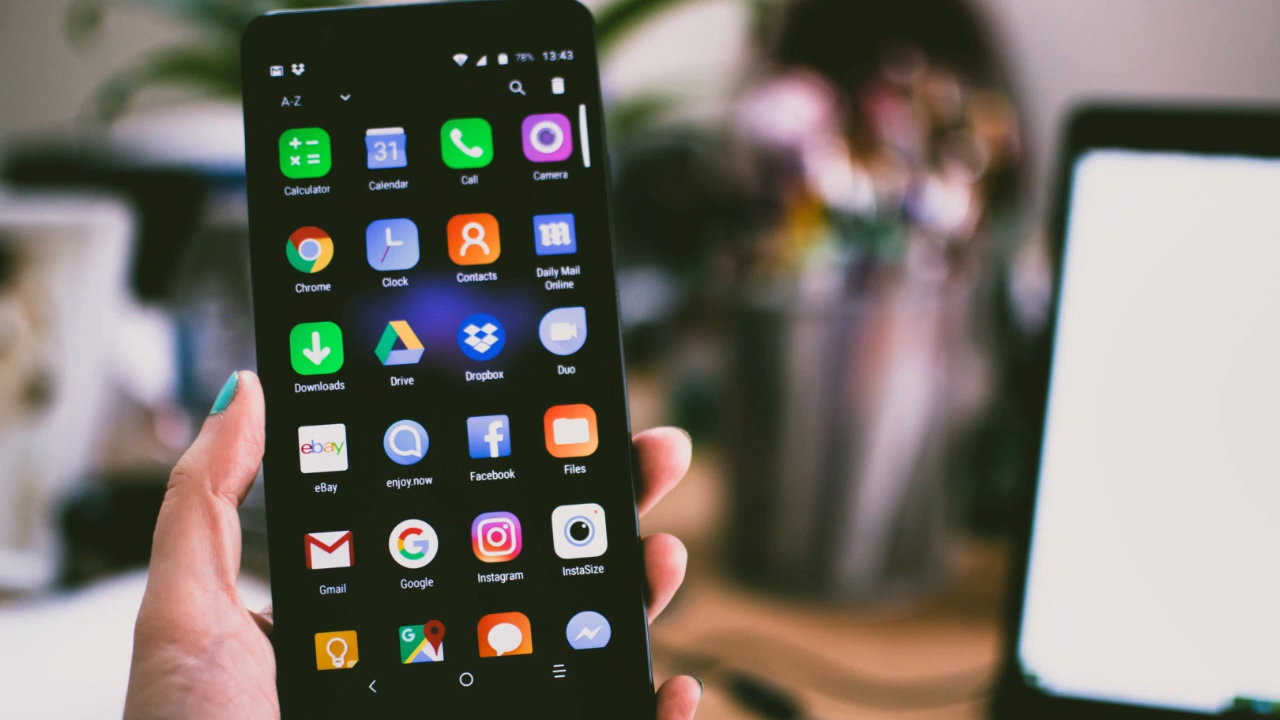 78% 13:43
A-Z
31
Calculator Calendar Call Camera
m
Chrome Clock Contacts Daily Mail
Online
Downloads Drive Dropbox Duo
ebay
f
eBay enjoy.now Facebook Files
G
Gmail Google Instagram InstaSize
G